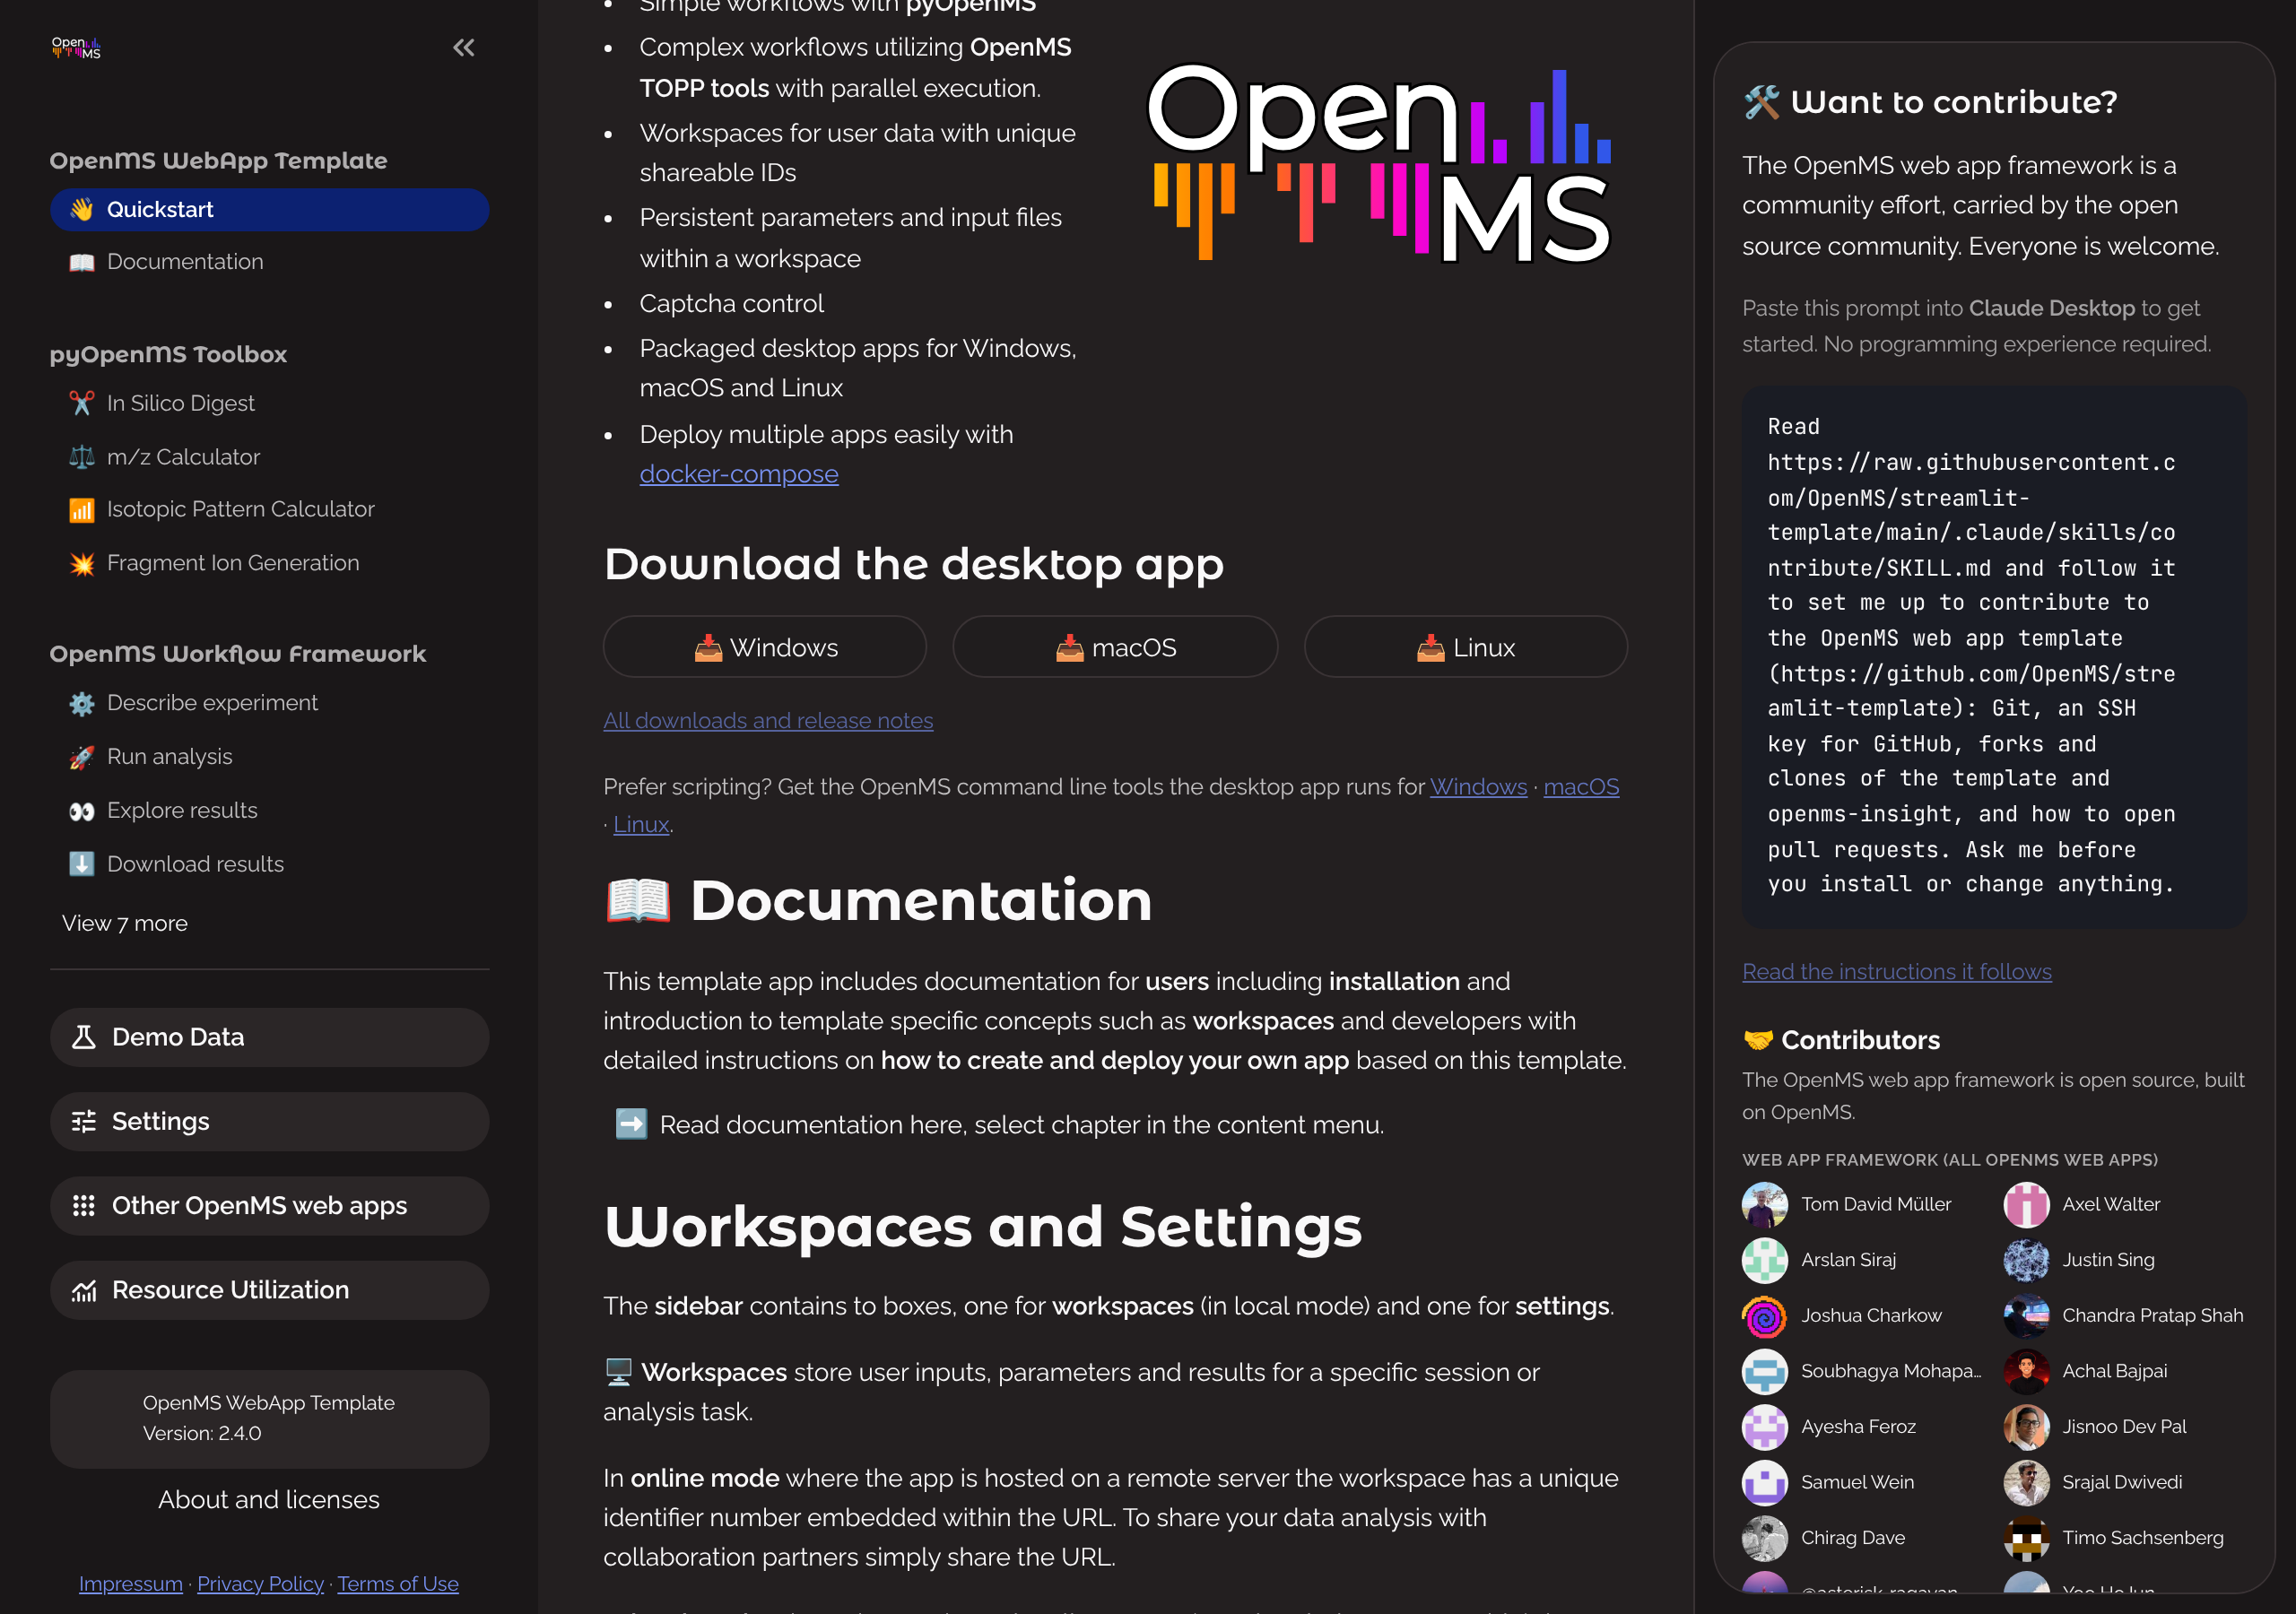 Open
MS
OpenMS WebApp Template
Quickstart
Documentation
pyOpenMS Toolbox
In Silico Digest
m/z Calculator
Isotopic Pattern Calculator
Fragment Ion Generation
OpenMS Workflow Framework
Describe experiment
Run analysis
Explore results
Download results
View 7 more
Demo Data
Settings
Other OpenMS web apps
Resource Utilization
OpenMS WebApp Template
Version: 2.4.0
About and licenses
Impressum · Privacy Policy · Terms of Use
• Simple workflows with pyOpenMS
• Complex workflows utilizing OpenMS
TOPP tools with parallel execution.
• Workspaces for user data with unique
shareable IDs
• Persistent parameters and input files
within a workspace
• Captcha control
• Packaged desktop apps for Windows,
macOS and Linux
• Deploy multiple apps easily with
docker-compose
Open
MS
Download the desktop app
Windows
macOS
Linux
All downloads and release notes
Prefer scripting? Get the OpenMS command line tools the desktop app runs for Windows · macOS
· Linux.
Documentation
This template app includes documentation for users including installation and
introduction to template specific concepts such as workspaces and developers with
detailed instructions on how to create and deploy your own app based on this template.
Read documentation here, select chapter in the content menu.
Workspaces and Settings
The sidebar contains to boxes, one for workspaces (in local mode) and one for settings.
Workspaces store user inputs, parameters and results for a specific session or
analysis task.
In online mode where the app is hosted on a remote server the workspace has a unique
identifier number embedded within the URL. To share your data analysis with
collaboration partners simply share the URL.
Want to contribute?
The OpenMS web app framework is a
community effort, carried by the open
source community. Everyone is welcome.
Paste this prompt into Claude Desktop to get
started. No programming experience required.
Read
https://raw.githubusercontent.c
om/OpenMS/streamlit-
template/main/.claude/skills/co
ntribute/SKILL.md and follow it
to set me up to contribute to
the OpenMS web app template
(https://github.com/OpenMS/stre
amlit-template): Git, an SSH
key for GitHub, forks and
clones of the template and
openms-insight, and how to open
pull requests. Ask me before
you install or change anything.
Read the instructions it follows
Contributors
The OpenMS web app framework is open source, built
on OpenMS.
WEB APP FRAMEWORK (ALL OPENMS WEB APPS)
Tom David Müller
Axel Walter
Arslan Siraj
Justin Sing
Joshua Charkow
Chandra Pratap Shah
Soubhagya Mohapa...
Achal Bajpai
Ayesha Feroz
Jisnoo Dev Pal
Samuel Wein
Srajal Dwivedi
Chirag Dave
Timo Sachsenberg